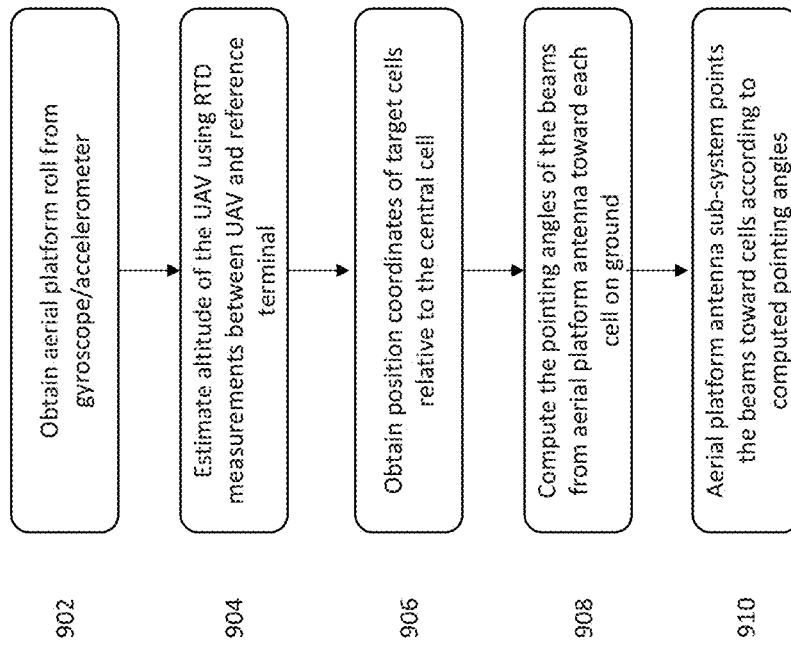 902
Obtain aerial platform roll from
gyroscope/accelerometer
904
Estimate altitude of the UAV using RTD
measurements between UAV and reference
terminal
906
Obtain position coordinates of target cells
relative to the central cell
908
Compute the pointing angles of the beams
from aerial platform antenna toward each
cell on ground
910
Aerial platform antenna sub-system points
the beams toward cells according to
computed pointing angles